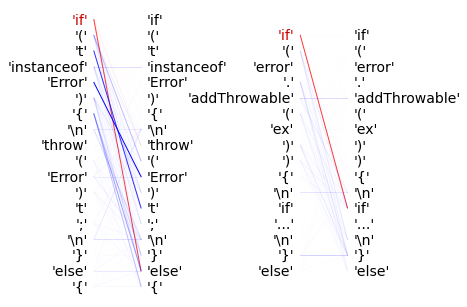 'if'
'('
't'
'instanceof'
'Error'
')'
'{'
'\n'
'throw'
'('
'Error'
')'
't'
';'
'\n'
'}'
'else'
'{'
'if'
'('
't'
'instanceof'
'Error'
')'
'{'
'\n'
'throw'
'('
'Error'
')'
't'
';'
'\n'
'}'
'else'
'{'
'if'
'('
'error'
'.'
'addThrowable'
'('
'ex'
')'
')'
'{'
'\n'
'if'
'...'
'\n'
'}'
'else'
'if'
'('
'error'
'.'
'addThrowable'
'('
'ex'
')'
')'
'{'
'\n'
'if'
'...'
'\n'
'}'
'else'